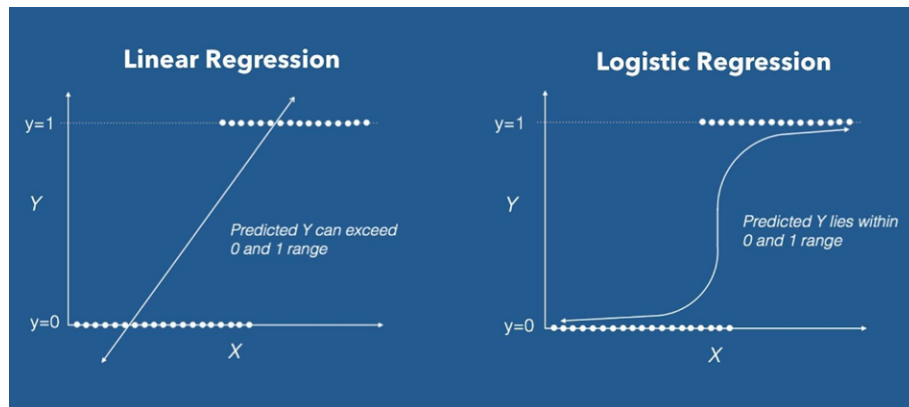 Linear Regression
y=1
Y
Predicted Y can exceed
0 and 1 range
y=0
X
Logistic Regression
y=1
Y
Predicted Y lies within
0 and 1 range
y=0
X